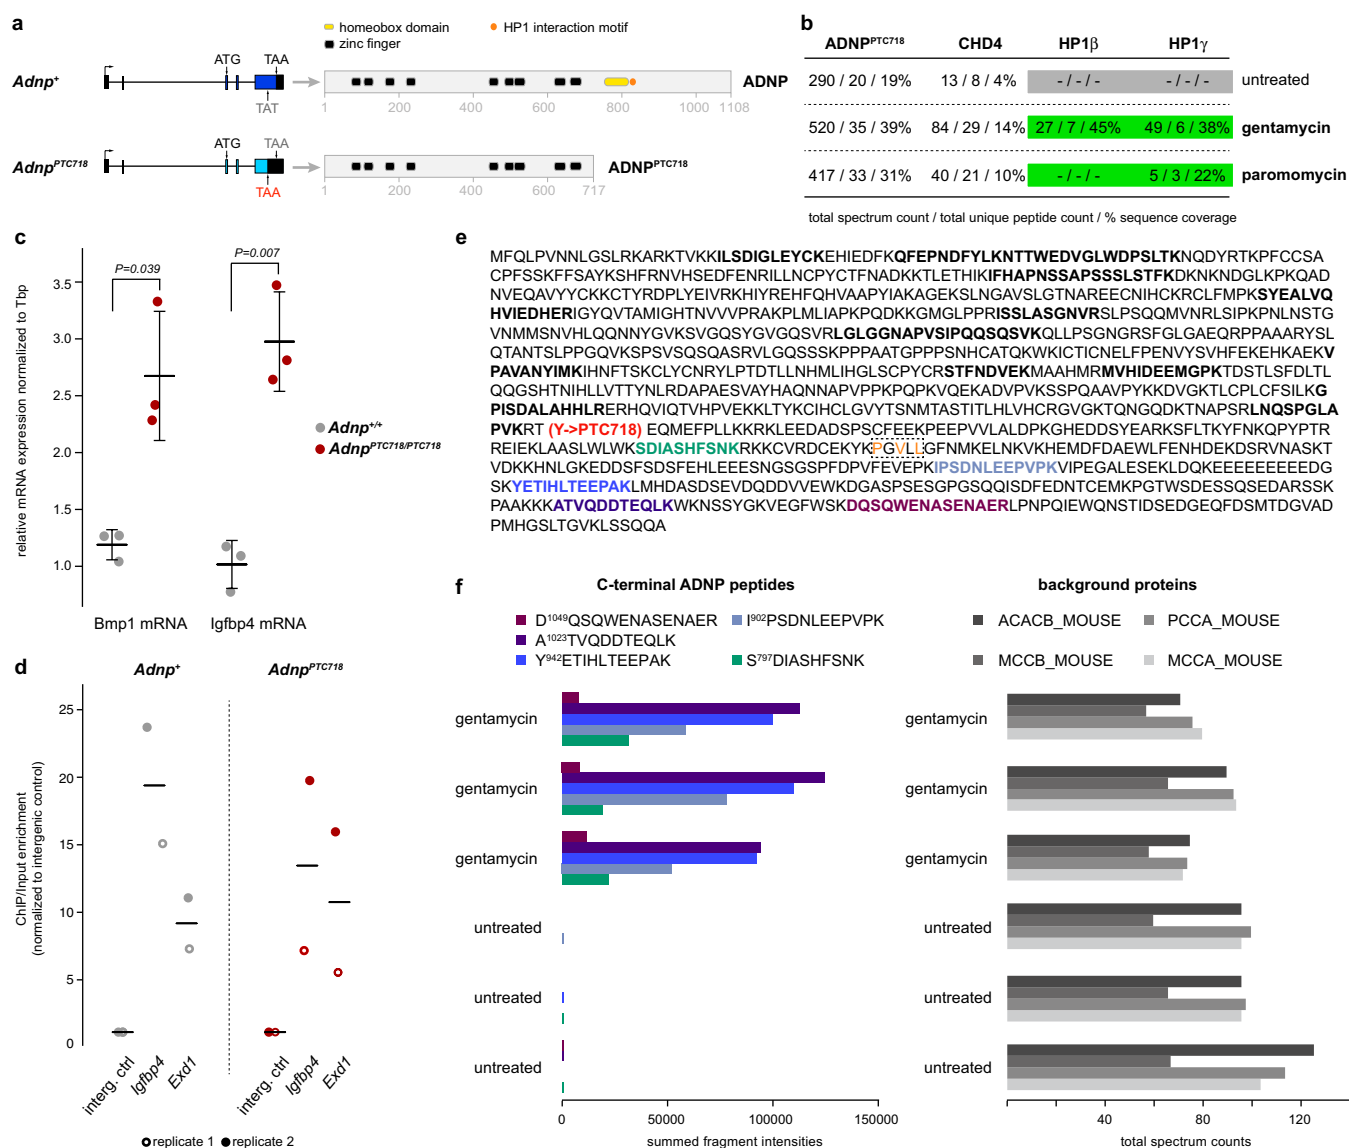 a
homeobox domain
HP1 interaction motif
zinc finger
Adnp+
ATG
TAA
TAT
ADNP
1
200
400
600
800
1000
1108
AdnpPTC718
ATG
TAA
TAA
ADNPPTC718
1
200
400
600
717
b
ADNPPTC718 CHD4 HP1β HP1γ
290 / 20 / 19% 13 / 8 / 4% - / - / - - / - / - untreated
520 / 35 / 39% 84 / 29 / 14% 27 / 7 / 45% 49 / 6 / 38% gentamycin
417 / 33 / 31% 40 / 21 / 10% - / - / - 5 / 3 / 22% paromomycin
total spectrum count / total unique peptide count / % sequence coverage
c
relative mRNA expression normalized to Tbp
3.5
3.0
2.5
2.0
1.5
1.0
P=0.039
P=0.007
Adnp+/+
AdnpPTC718/PTC718
Bmp1 mRNA
Igfbp4 mRNA
d
Adnp+
AdnpPTC718
ChIP/Input enrichment
(normalized to intergenic control)
25
20
15
10
5
0
interg. ctrl
Igfbp4
Exd1
interg. ctrl
Igfbp4
Exd1
replicate 1
replicate 2
e
MFQLPVNNLGSLRKARKTVKKILSDIGLEYCKEHIEDFKQFEPNDFYLKNTTWEDVGLWDPSLTKNQDYRTKPFCCSA
CPFSSKFFSAYKSHFRNVHSEDFENRILLNCPYCTFNADKKTLETHIKIFHAPNSSAPSSSLSTFKDKNKNDGLKPKQAD
NVEQAVYYCKKCTYRDPLYEIVRKHIYREHFQHVAAPYIAKAGEKSLNGAVSLGTNAREECNIHCKRCLFMPKSYEALVQ
HVIEDHERIGYQVTAMIGHTNVVVPRAKPLMLIAPKPQDKKGMGLPPRISSLASGNVRSLPSQQMVNRLSIPKPNLNSTG
VNMMSNVHLQQNNYGVKSVGQSYGVGQSVRLGLGGNAPVSIPQQSQSVKQLLPSGNGRSFGLGAEQRPPAAARYSL
QTANTSLPPGQVKSPSVSQSQASRVLGQSSSKPPPAATGPPPSNHCATQKWKICTICNELFPENVYSVHFEKEHKAEKV
PAVANYIMKIHNFTSKCLYCNRYLPTDTLLNHMLIHGLSCPYCRSTFNDVEKMAAHMRMVHIDEEMGPKTDSTLSFDLTL
QQGSHTNIHLLVTTYNLRDAPAESVAYHAQNNAPVPPKPQPKVQEKADVPVKSSPQAAVPYKKDVGKTLCPLCFSILKG
PISDALAHHLRERHQVIQTVHPVEKKLTYKCIHCLGVYTSNMTASTITLHLVHCRGVGKTQNGQDKTNAPSRLNQSPGLA
PVKRT (Y->PTC718) EQMEFPLLKKRKLEEDADSPSCFEEKPEEPVVLALDPKGHEDDSYEARKSFLTKYFNKQPYPTR
REIEKLAASLWLWKSDIASHFSNKRKKCVRDCEKYKPGVLLGFNMKELNKVKHEMDFDAEWLFENHDEKDSRVNASKT
VDKKHNLGKEDDSFSDSFEHLEEESNGSGSPFDPVFEVEPKIPSDNLEEPVPKVIPEGALESEKLDQKEEEEEEEEEDG
SKYETIHLTEEPAKLMHDASDSEVDQDDVVEWKDGASPSESGPGSQQISDFEDNTCEMKPGTWSDESSQSEDARSSK
PAAKKKATVQDDTEQLKWKNSSYGKVEGFWSKDQSQWENASENAERLPNPQIEWQNSTIDSEDGEQFDSMTDGVAD
PMHGSLTGVKLSSQQA
f
C-terminal ADNP peptides
D1049QSQWENASENAER
I902PSDNLEEPVPK
A1023TVQDDTEQLK
Y942ETIHLTEEPAK
S797DIASHFSNK
gentamycin
gentamycin
gentamycin
untreated
untreated
untreated
0
50000
100000
150000
summed fragment intensities
background proteins
ACACB_MOUSE
PCCA_MOUSE
MCCB_MOUSE
MCCA_MOUSE
gentamycin
gentamycin
gentamycin
untreated
untreated
untreated
40
80
120
total spectrum counts